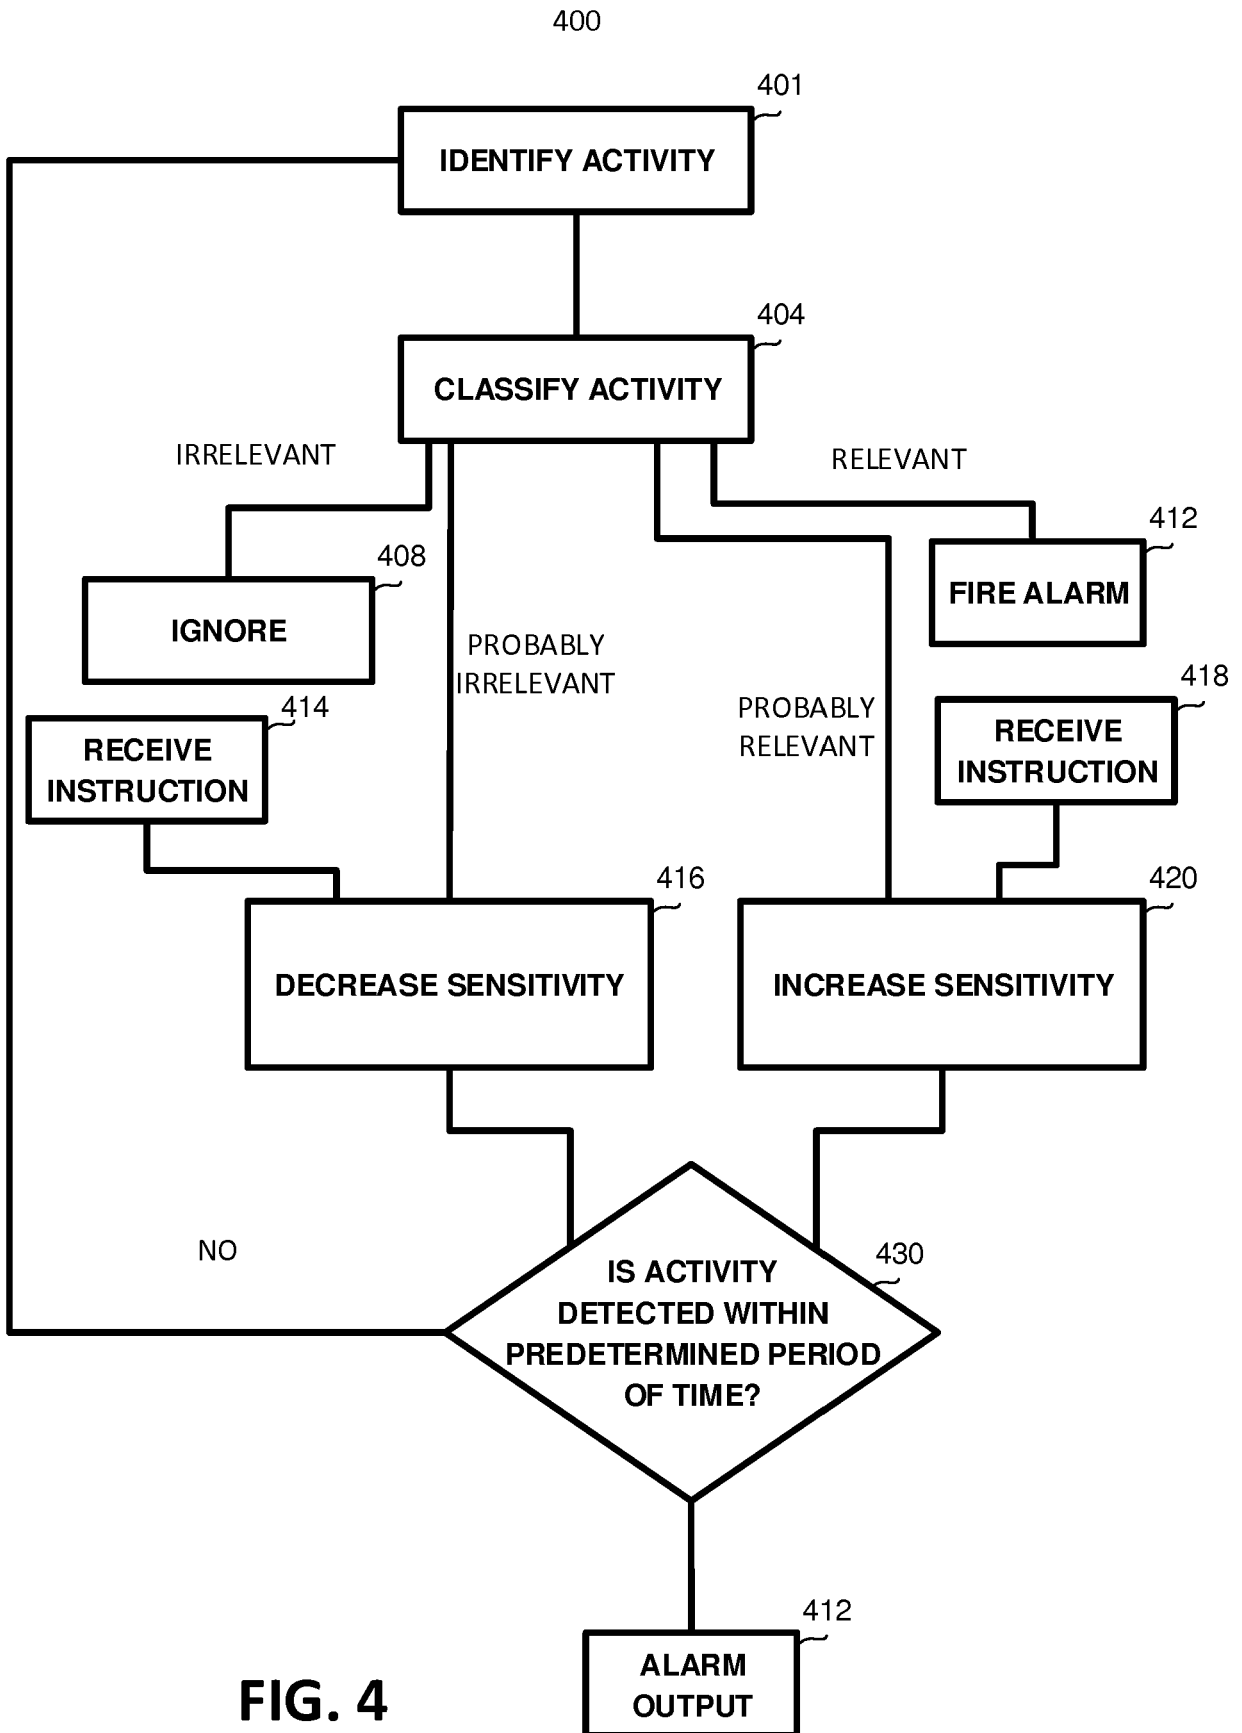 400
401
IDENTIFY ACTIVITY
404
CLASSIFY ACTIVITY
IRRELEVANT
RELEVANT
412
FIRE ALARM
408
IGNORE
PROBABLY
IRRELEVANT
PROBABLY
RELEVANT
418
RECEIVE
INSTRUCTION
414
RECEIVE
INSTRUCTION
416
DECREASE SENSITIVITY
420
INCREASE SENSITIVITY
NO
430
IS ACTIVITY
DETECTED WITHIN
PREDETERMINED PERIOD
OF TIME?
412
ALARM
OUTPUT
FIG. 4